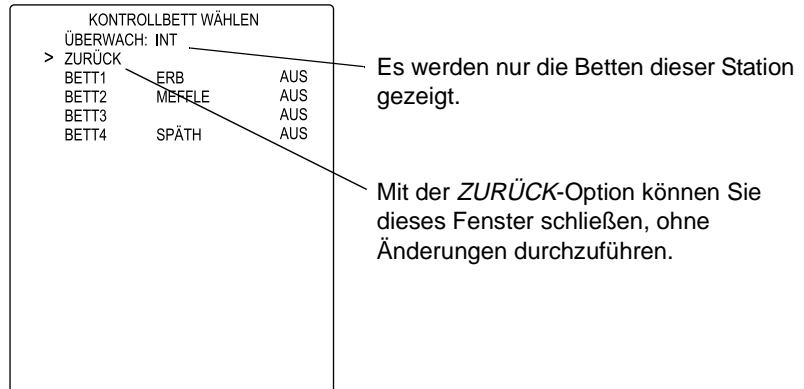 KONTROLLBETT WÄHLEN
ÜBERWACH: INT
> ZURÜCK
BETT1 ERB AUS
BETT2 MEFFLE AUS
BETT3 AUS
BETT4 SPÄTH AUS
Es werden nur die Betten dieser Station
gezeigt.
Mit der ZURÜCK-Option können Sie
dieses Fenster schließen, ohne
Änderungen durchzuführen.